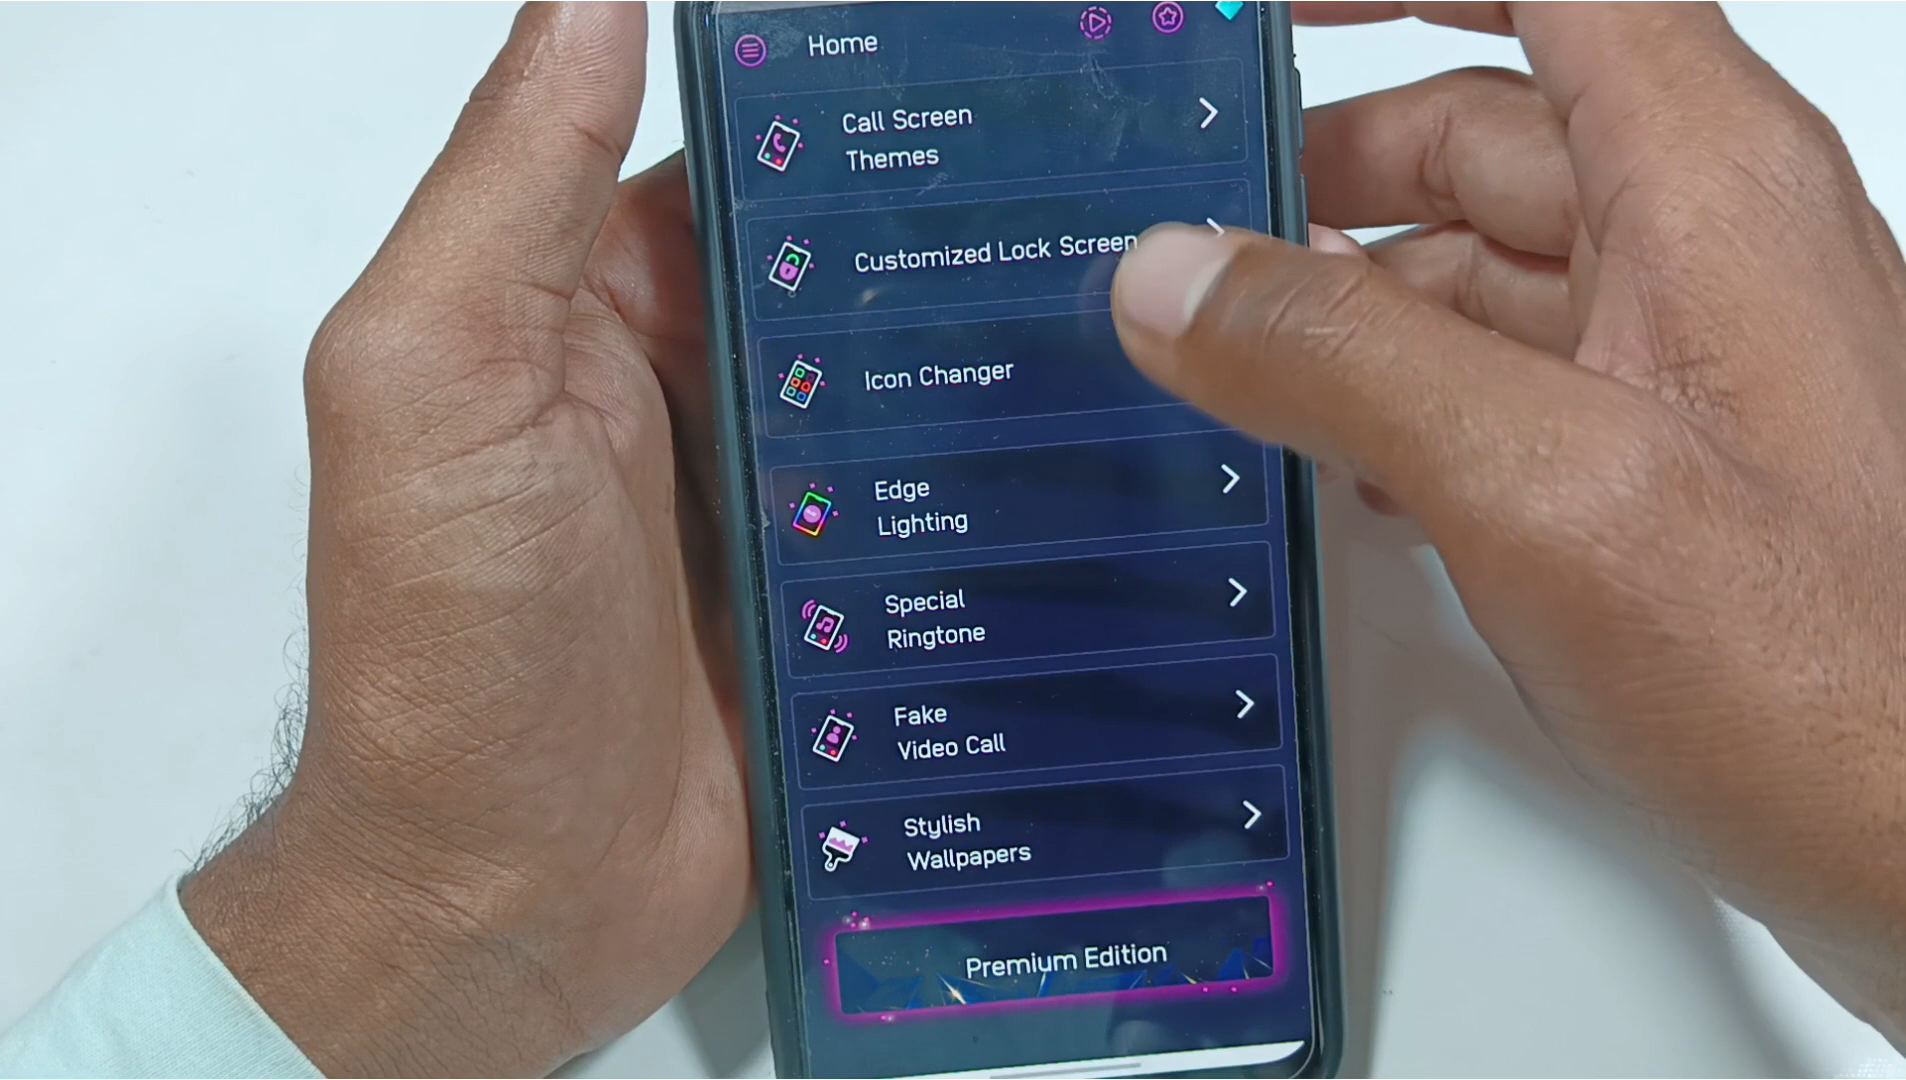 Home
Call Screen
Themes
Customized Lock Screen
Icon Changer
Edge
Lighting
Special
Ringtone
Fake
Video Call
Stylish
Wallpapers
Premium Edition